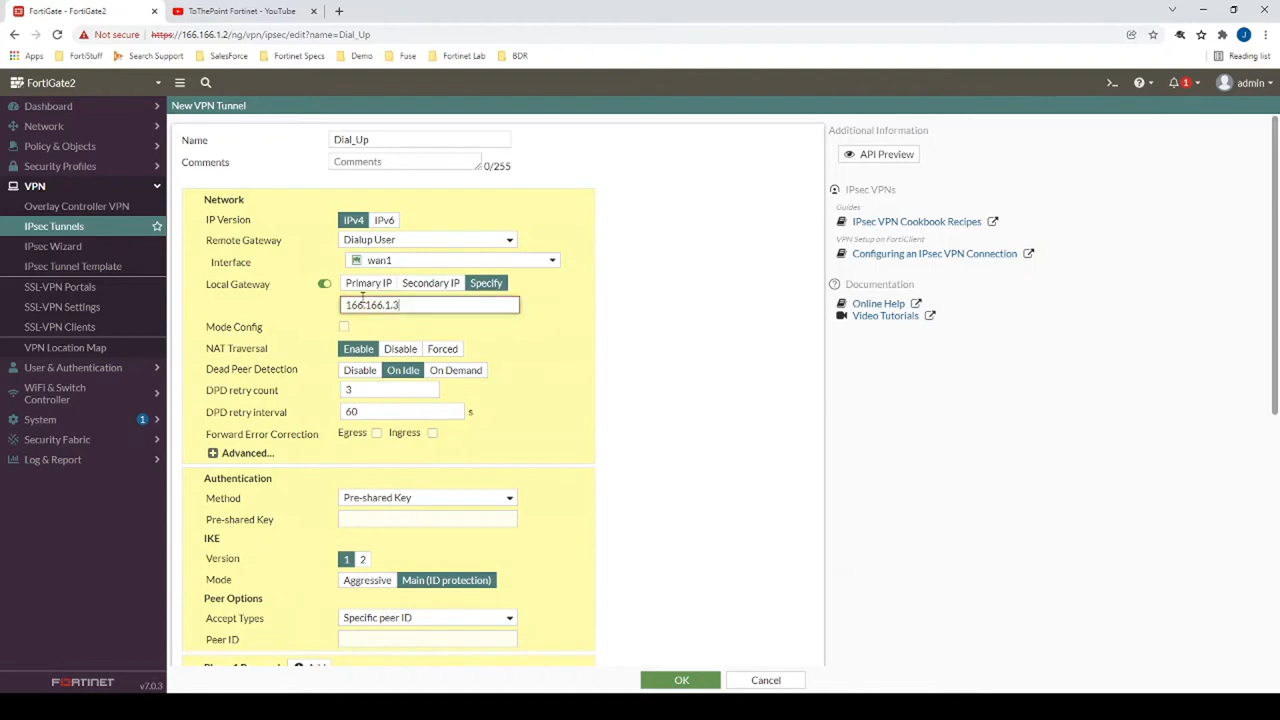 FortiGate - FortiGate2
ToThePoint Fortinet - YouTube
Not secure https://166.166.1.2/ng/vpn/ipsec/edit?name=Dial_Up
Apps FortiStuff Search Support SalesForce Fortinet Specs Demo Fuse Fortinet Lab BDR Reading list
FortiGate2
1 admin
Dashboard
Network
Policy & Objects
Security Profiles
VPN
Overlay Controller VPN
IPsec Tunnels
IPsec Wizard
IPsec Tunnel Template
SSL-VPN Portals
SSL-VPN Settings
SSL-VPN Clients
VPN Location Map
User & Authentication
WiFi & Switch
Controller
System 1
Security Fabric
Log & Report
FORTINET v7.0.3
New VPN Tunnel
Name Dial_Up
Comments Comments 0/255
Network
IP Version IPv4 IPv6
Remote Gateway Dialup User
Interface wan1
Local Gateway Primary IP Secondary IP Specify
166.166.1.3
Mode Config
NAT Traversal Enable Disable Forced
Dead Peer Detection Disable On Idle On Demand
DPD retry count 3
DPD retry interval 60 s
Forward Error Correction Egress Ingress
Advanced...
Authentication
Method Pre-shared Key
Pre-shared Key
IKE
Version 1 2
Mode Aggressive Main (ID protection)
Peer Options
Accept Types Specific peer ID
Peer ID
OK Cancel
Additional Information
API Preview
IPsec VPNs
Guides
IPsec VPN Cookbook Recipes
VPN Setup on FortiClient
Configuring an IPsec VPN Connection
Documentation
Online Help
Video Tutorials